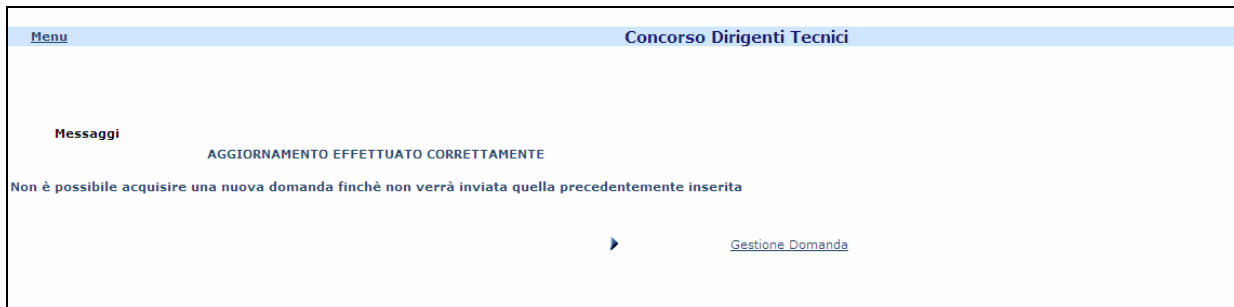 Menu Concorso Dirigenti Tecnici
Messaggi
AGGIORNAMENTO EFFETTUATO CORRETTAMENTE
Non è possibile acquisire una nuova domanda finchè non verrà inviata quella precedentemente inserita
Gestione Domanda